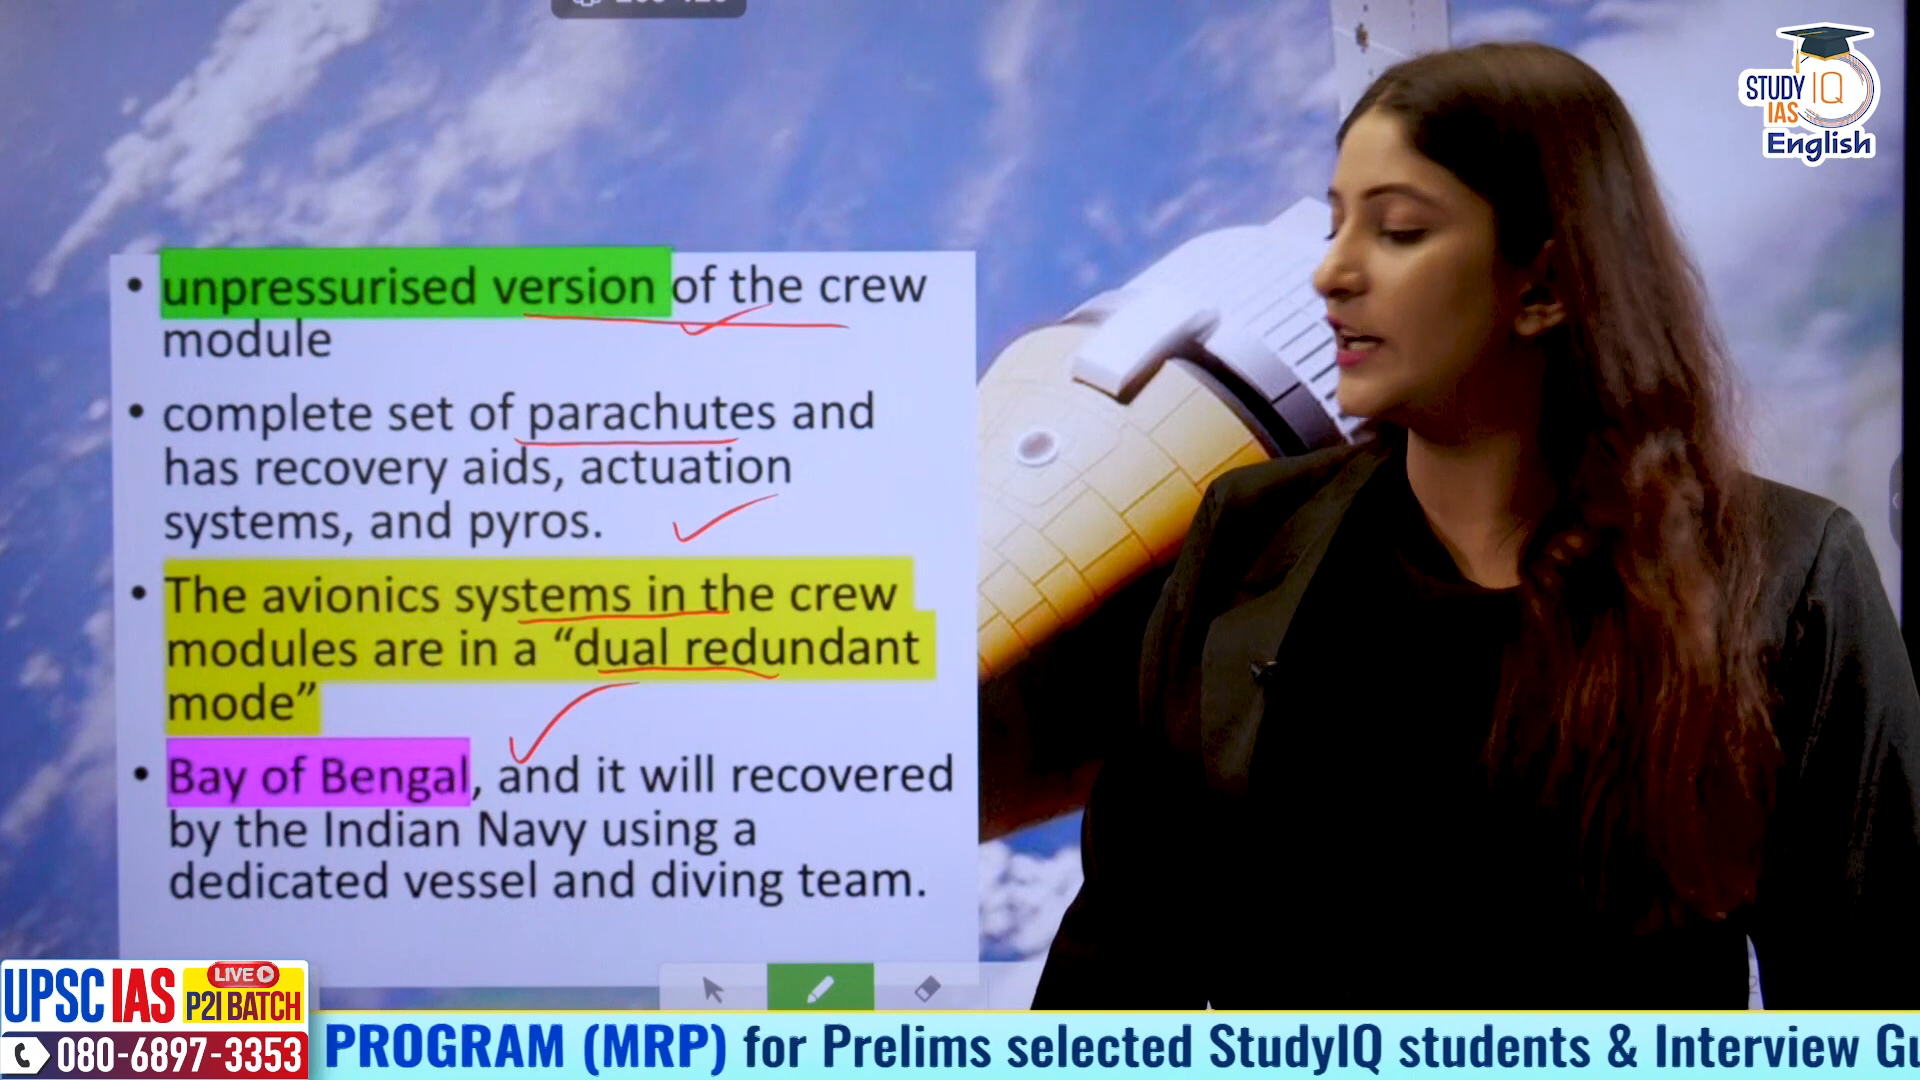 STUDY IQ
IAS
English
• unpressurised version of the crew
module
• complete set of parachutes and
has recovery aids, actuation
systems, and pyros.
• The avionics systems in the crew
modules are in a “dual redundant
mode”
• Bay of Bengal, and it will recovered
by the Indian Navy using a
dedicated vessel and diving team.
UPSC IAS
LIVE
P2I BATCH
080-6897-3353
PROGRAM (MRP) for Prelims selected StudyIQ students & Interview